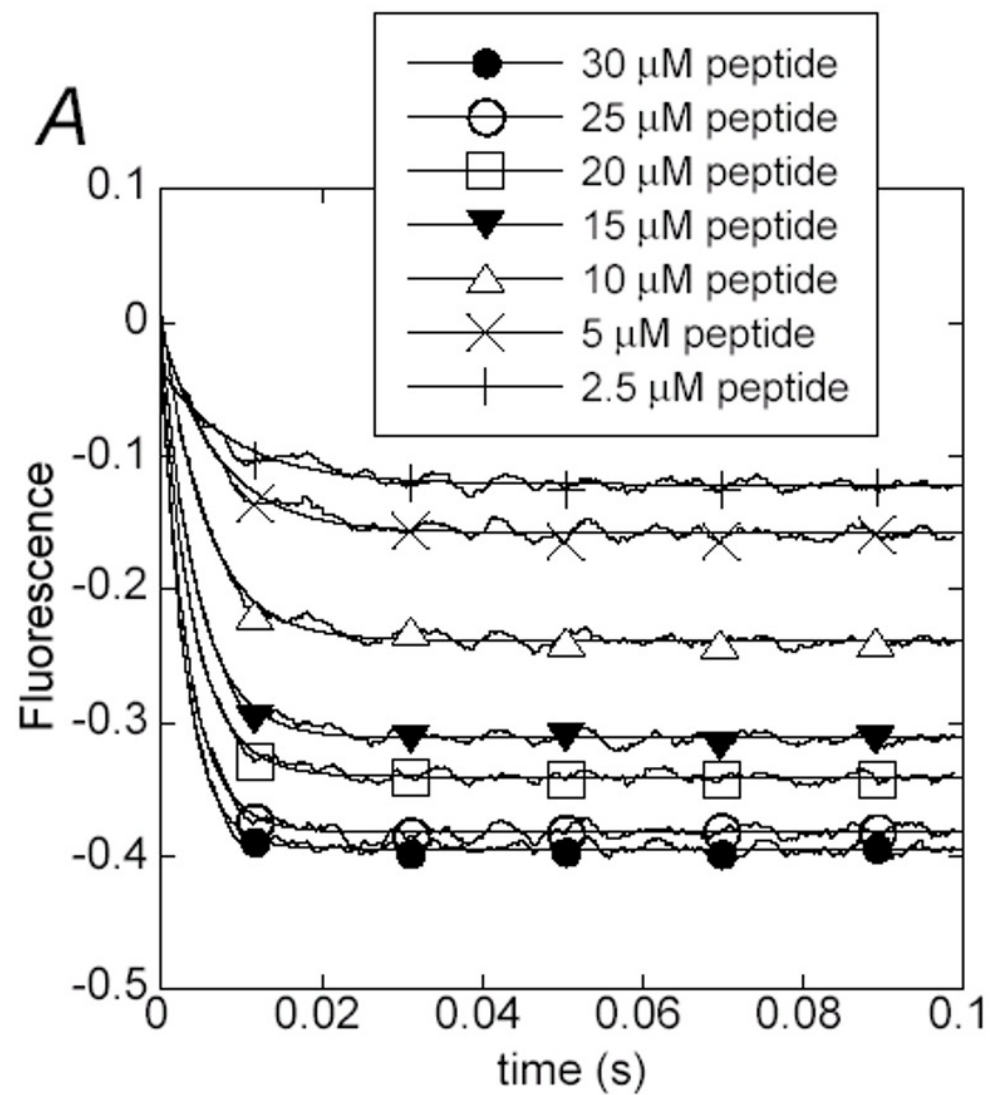 A
30 μM peptide
25 μM peptide
20 μM peptide
15 μM peptide
10 μM peptide
5 μM peptide
2.5 μM peptide
0.1
0
-0.1
-0.2
-0.3
-0.4
-0.5
Fluorescence
0 0.02 0.04 0.06 0.08 0.1
time (s)